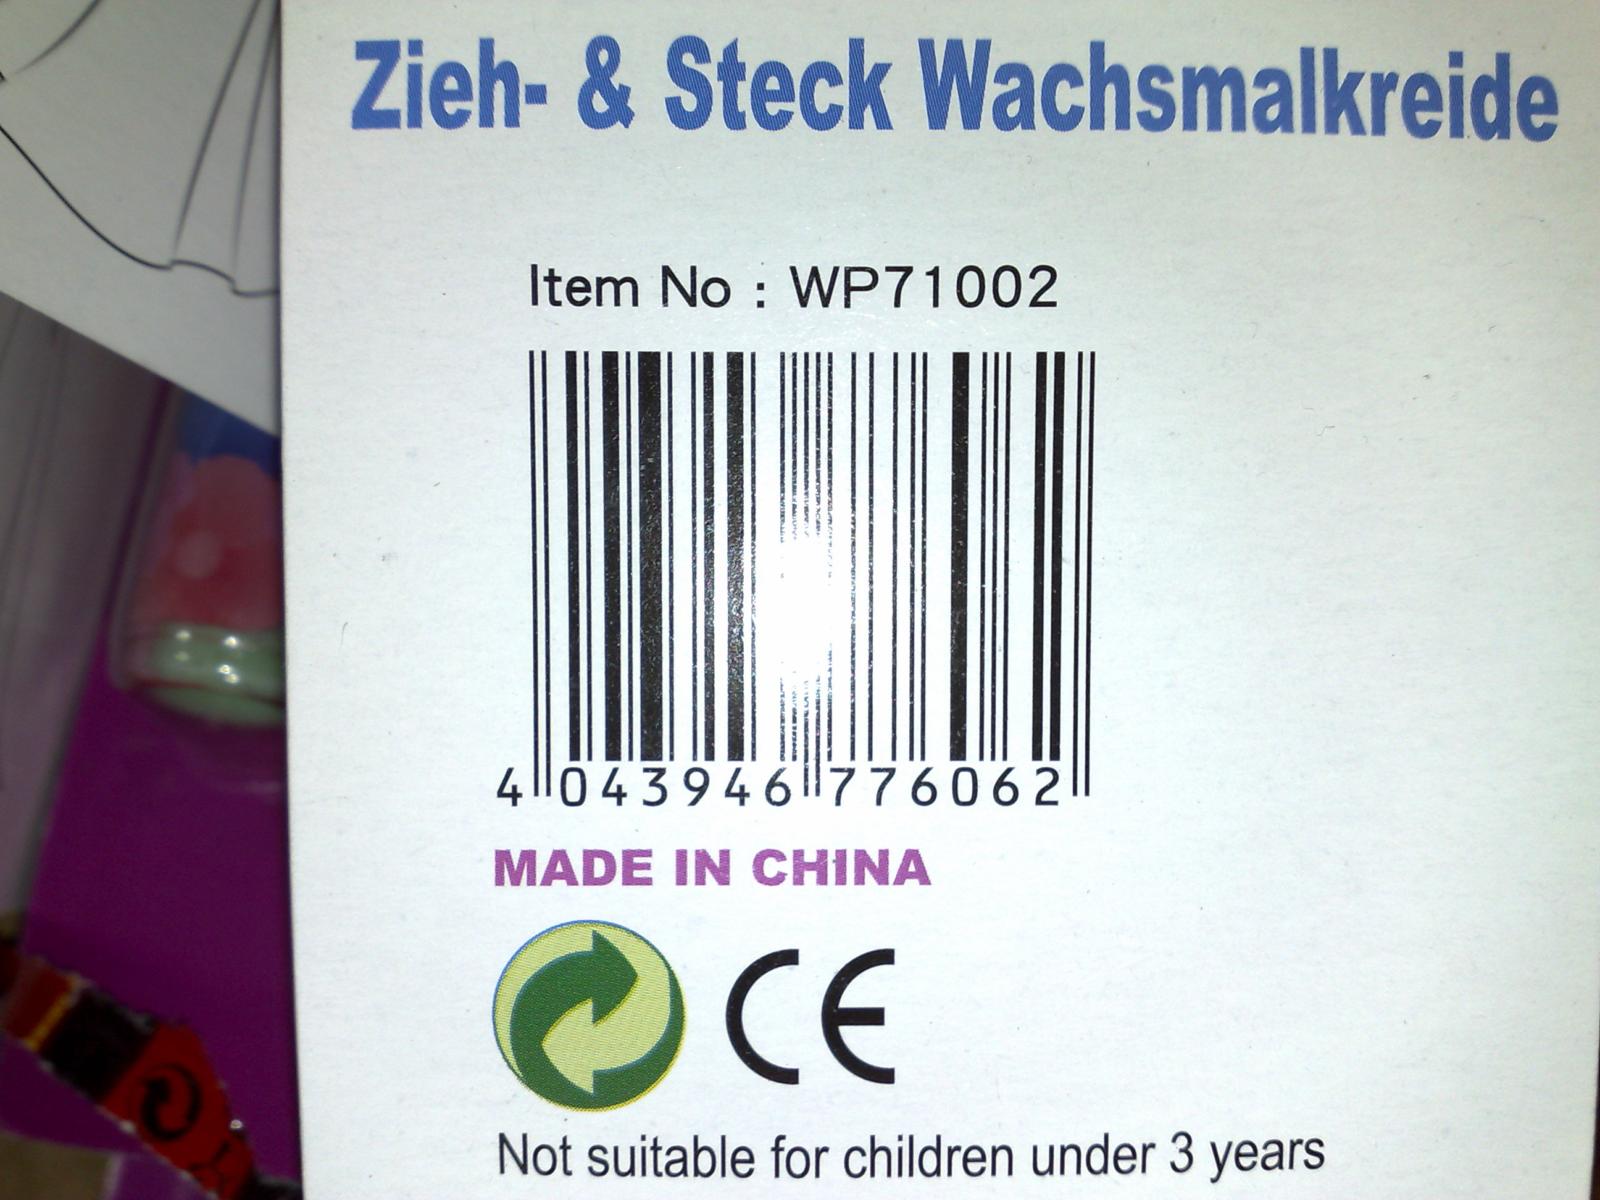 Zieh- & Steck Wachsmalkreide
Item No : WP71002
4 043946 776062
MADE IN CHINA
CE
Not suitable for children under 3 years